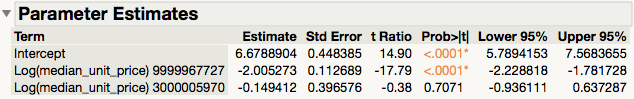 Parameter Estimates
Term Estimate Std Error t Ratio Prob>|t| Lower 95% Upper 95%
Intercept 6.6788904 0.448385 14.90 <.0001* 5.7894153 7.5683655
Log(median_unit_price) 9999967727 -2.005273 0.112689 -17.79 <.0001* -2.228818 -1.781728
Log(median_unit_price) 3000005970 -0.149412 0.396576 -0.38 0.7071 -0.936111 0.637287